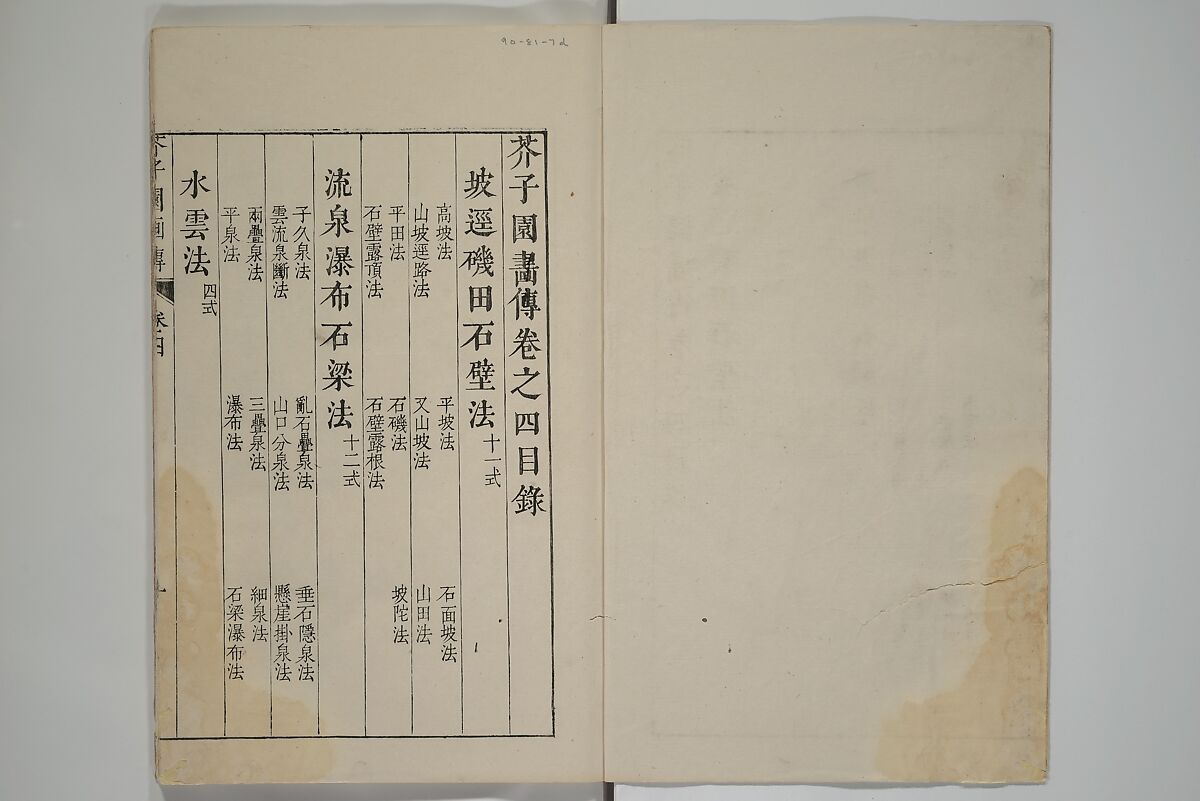 芥子園畵傳卷之四目錄
坡逕磯田石壁法 十一式
高坡法 平坡法 石面坡法
山坡逕路法 又山坡法 山田法
平田法 石磯法 坡陀法
石壁露頂法 石壁露根法
流泉瀑布石梁法 十二式
子久泉法 亂石疊泉法 垂石隱泉法
雲流泉斷法 山口分泉法 懸崖掛泉法
兩疊泉法 三疊泉法 細泉法
平泉法 瀑布法 石梁瀑布法
水雲法 四式
芥子園画傳 卷四
90-81-72